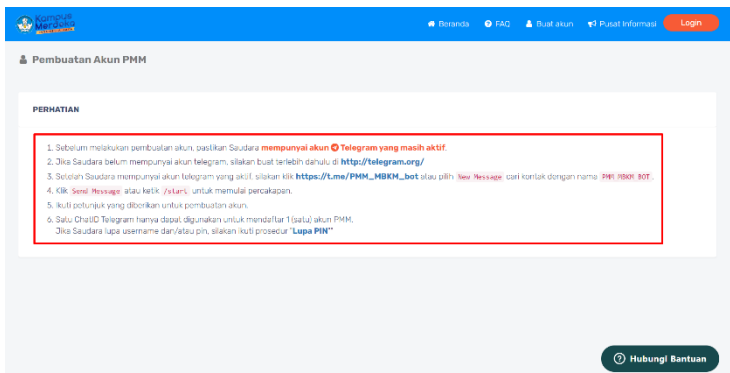 Kampus
Merdeka
Beranda FAQ Buat akun Pusat Informasi Login
Pembuatan Akun PMM
PERHATIAN
1. Sebelum melakukan pembuatan akun, pastikan Saudara mempunyai akun Telegram yang masih aktif.
2. Jika Saudara belum mempunyai akun telegram, silakan buat terlebih dahulu di http://telegram.org/
3. Setelah Saudara mempunyai akun telegram yang aktif, silakan klik https://t.me/PMM_MBKM_bot atau pilih New Message cari kontak dengan nama PMM MBKM BOT.
4. Klik Send Message atau ketik /start untuk memulai percakapan.
5. Ikuti petunjuk yang diberikan untuk pembuatan akun.
6. Satu ChatID Telegram hanya dapat digunakan untuk mendaftar 1 (satu) akun PMM.
Jika Saudara lupa username dan/atau pin, silakan ikuti prosedur "Lupa PIN"
Hubungi Bantuan